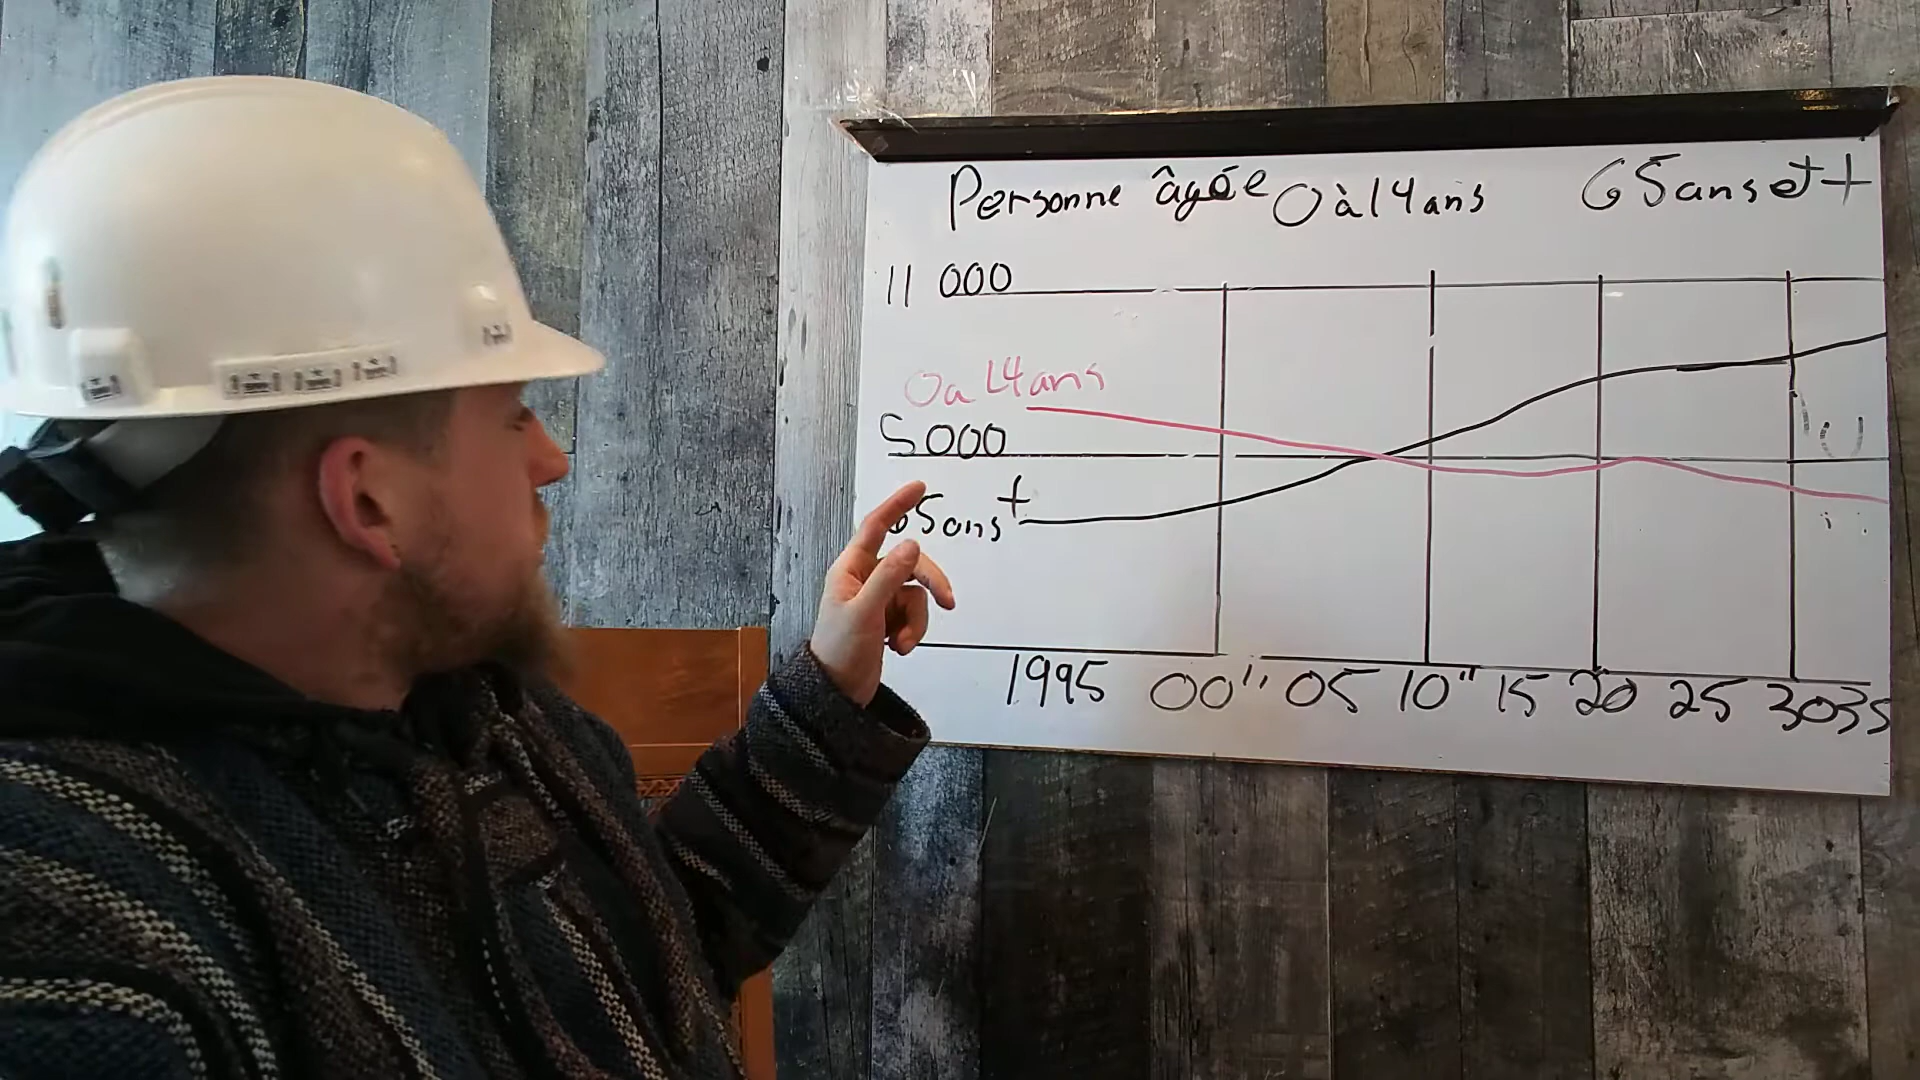 Personne âgée 0 à 14 ans 65 ans et +
11 000
0 a 14 ans
5000
65 ans +
1995 00" 05 10" 15 20 25 30 35